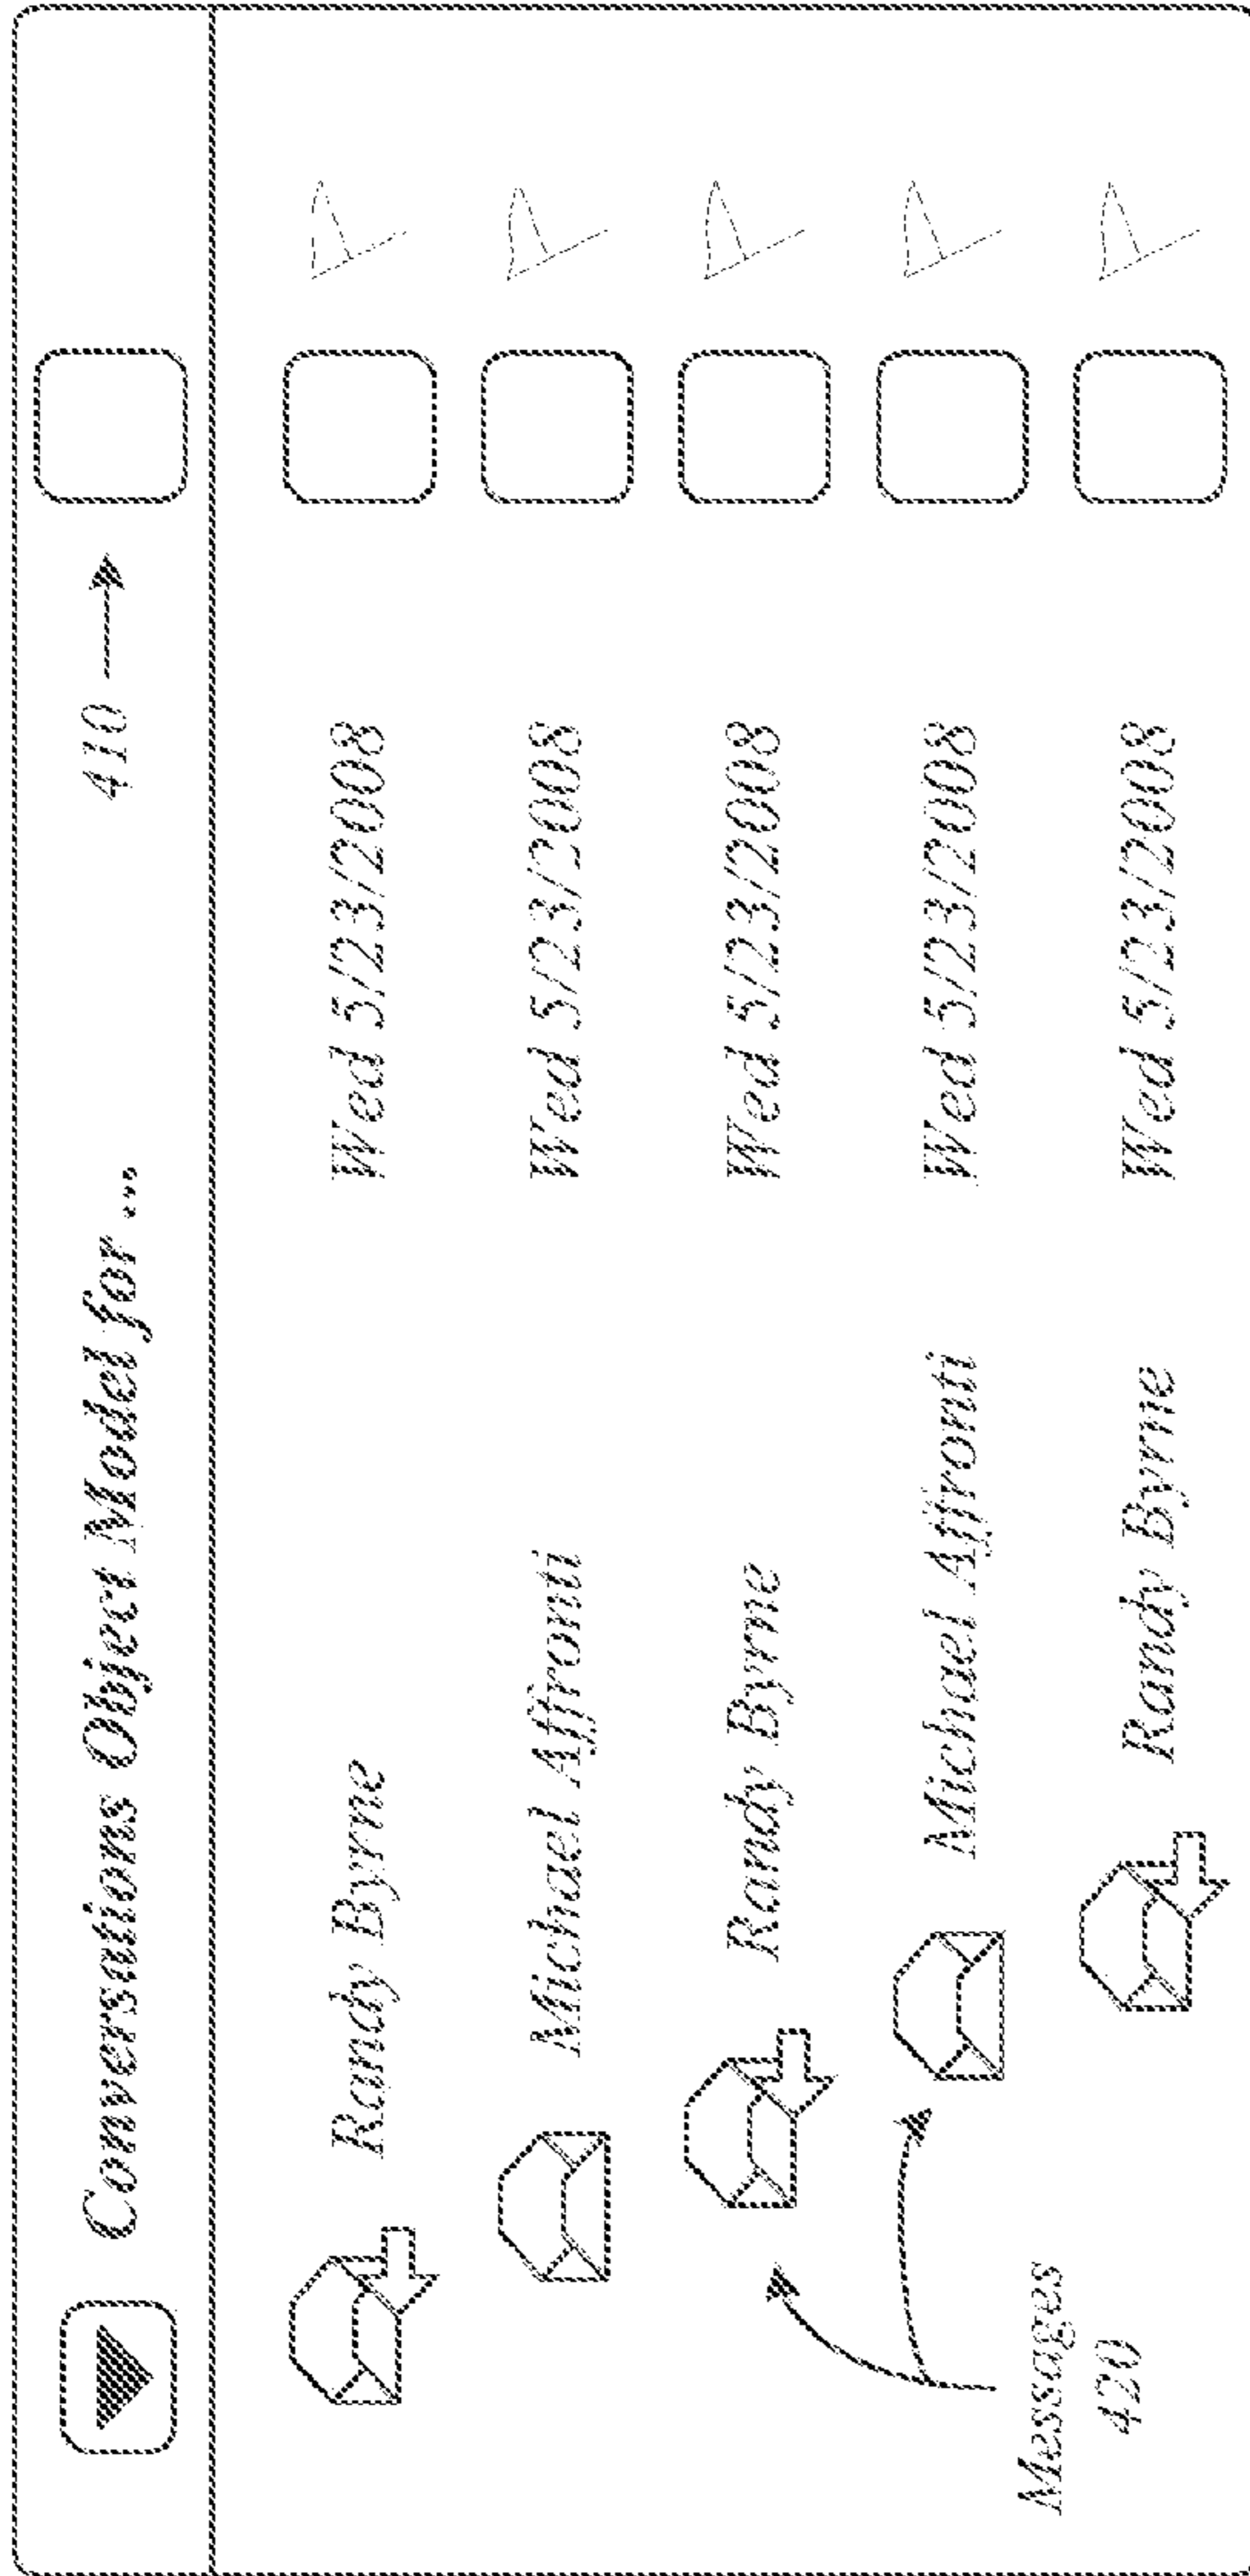 Conversations Object Model for ... 410
Randy Byrne Wed 5/23/2008
Michael Affronti Wed 5/23/2008
Randy Byrne Wed 5/23/2008
Michael Affronti Wed 5/23/2008
Randy Byrne Wed 5/23/2008
Messages
420